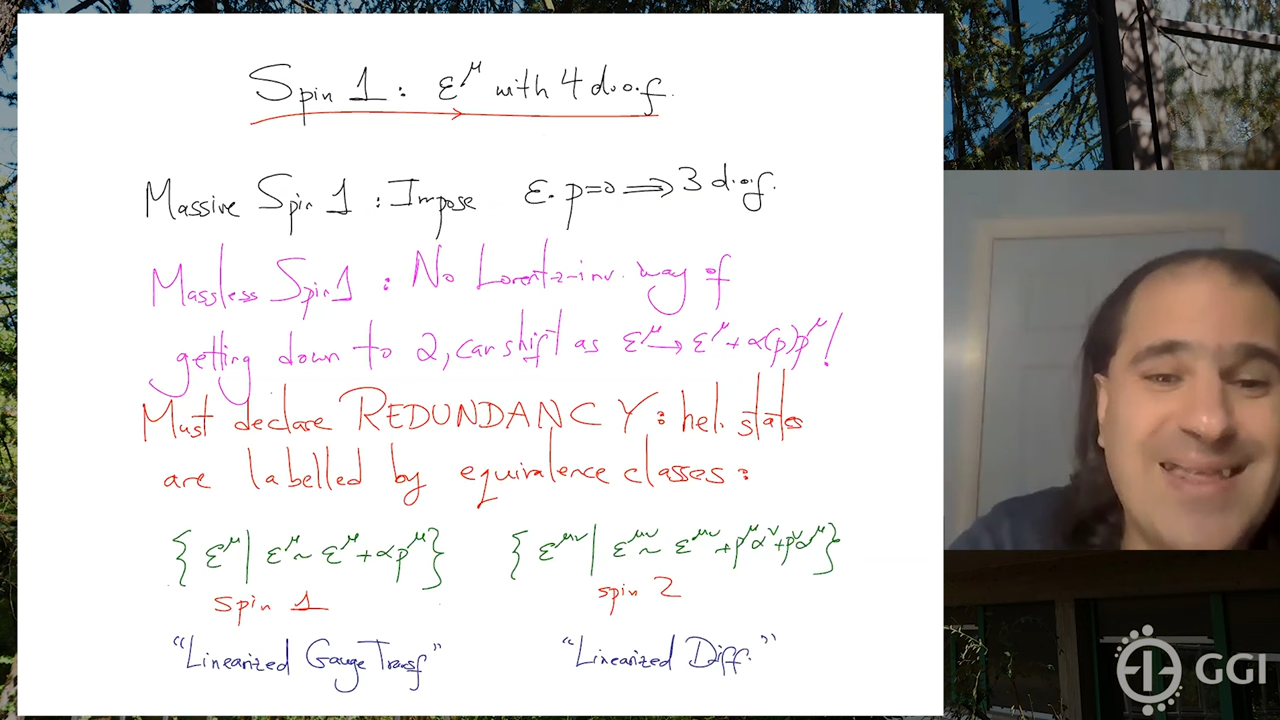 Spin 1 : ε^μ with 4 d.o.f.
Massive Spin 1 : Impose ε.p=0 ⟹ 3 d.o.f.
Massless Spin 1 : No Lorentz-inv. way of
getting down to 2, can shift as ε^μ → ε^μ + α(p)p^μ !
Must declare REDUNDANCY : hel. states
are labelled by equivalence classes :
{ ε^μ | ε^μ ~ ε^μ + αp^μ }
spin 1
"Linearized Gauge Transf"
{ ε^μν | ε^μν ~ ε^μν + p^μα^ν + p^να^μ }
spin 2
"Linearized Diff."
GGI